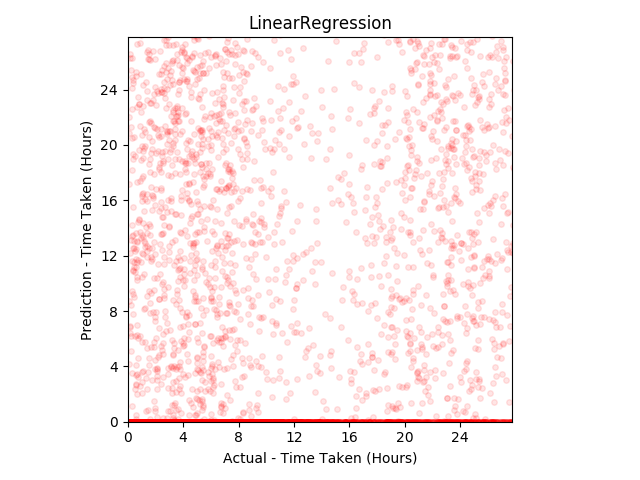 LinearRegression
Prediction - Time Taken (Hours)
24
20
16
12
8
4
0
0 4 8 12 16 20 24
Actual - Time Taken (Hours)